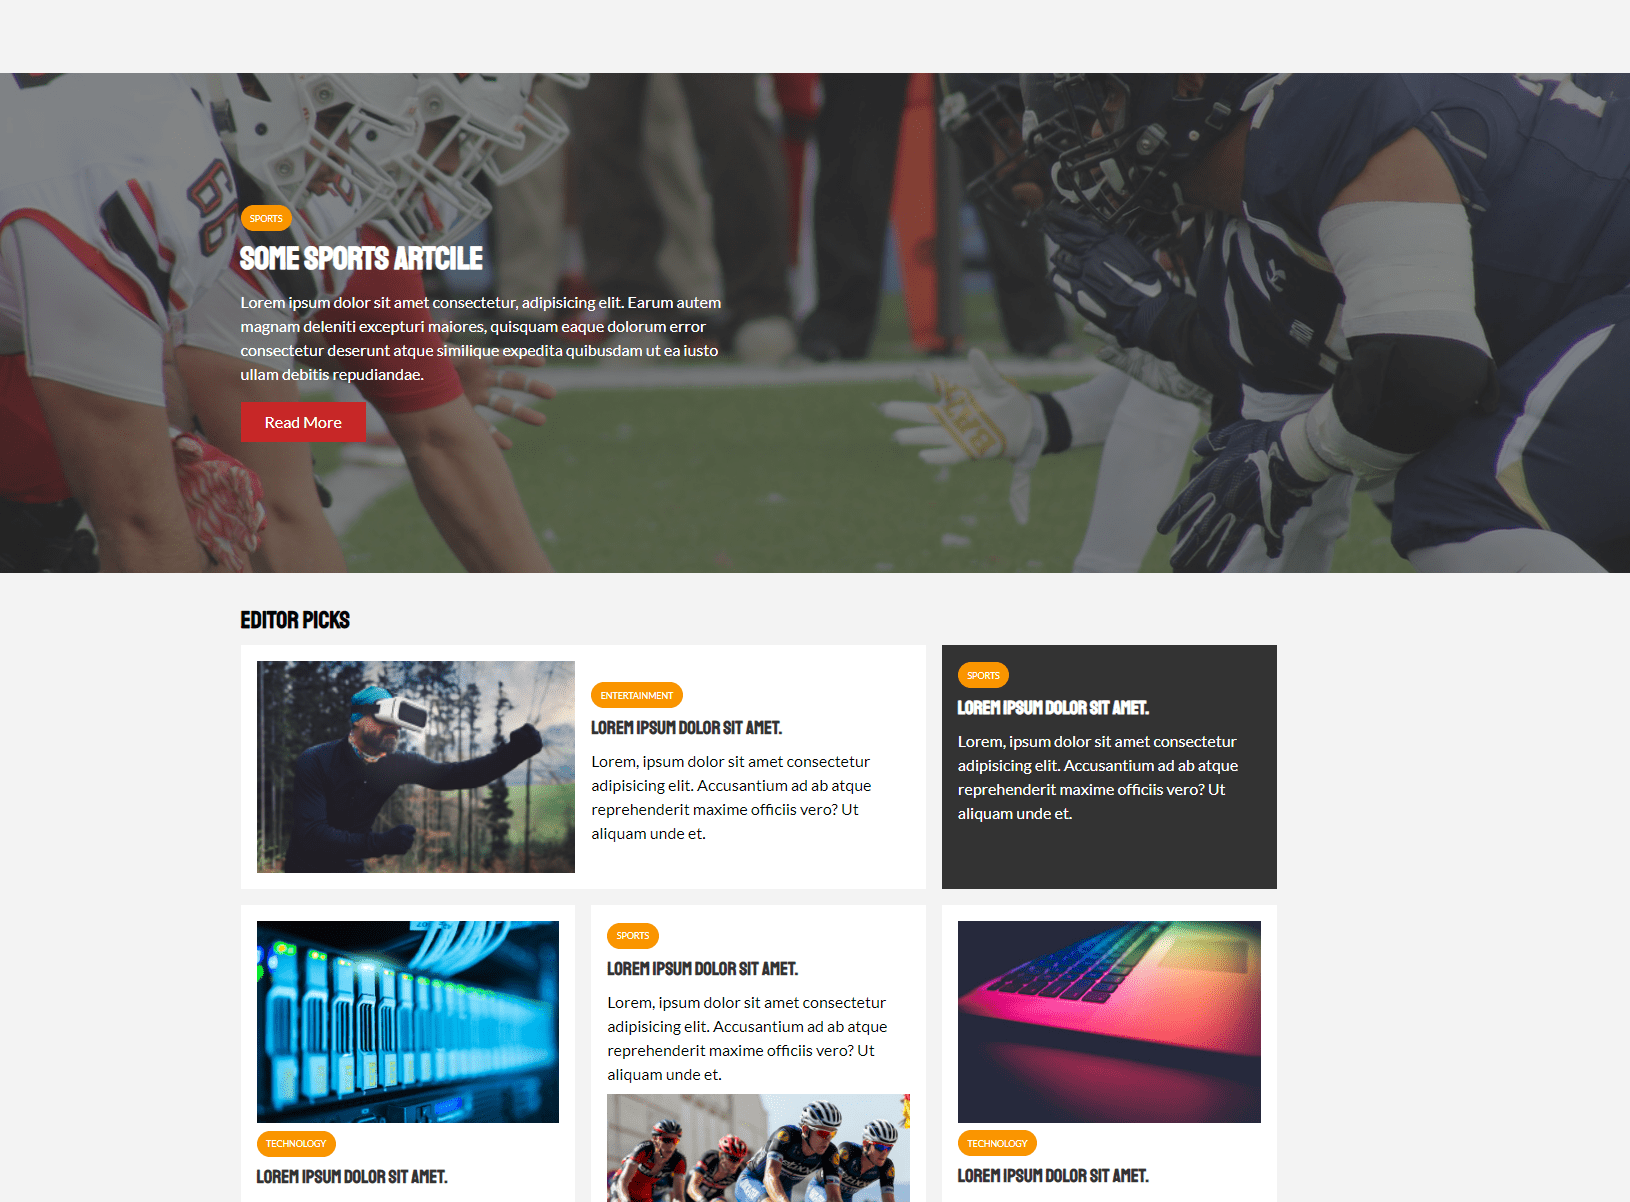 SPORTS
SOME SPORTS ARTCILE
Lorem ipsum dolor sit amet consectetur, adipisicing elit. Earum autem
magnam deleniti excepturi maiores, quisquam eaque dolorum error
consectetur deserunt atque similique expedita quibusdam ut ea iusto
ullam debitis repudiandae.
Read More
EDITOR PICKS
ENTERTAINMENT
LOREM IPSUM DOLOR SIT AMET.
Lorem, ipsum dolor sit amet consectetur
adipisicing elit. Accusantium ad ab atque
reprehenderit maxime officiis vero? Ut
aliquam unde et.
SPORTS
LOREM IPSUM DOLOR SIT AMET.
Lorem, ipsum dolor sit amet consectetur
adipisicing elit. Accusantium ad ab atque
reprehenderit maxime officiis vero? Ut
aliquam unde et.
TECHNOLOGY
LOREM IPSUM DOLOR SIT AMET.
SPORTS
LOREM IPSUM DOLOR SIT AMET.
Lorem, ipsum dolor sit amet consectetur
adipisicing elit. Accusantium ad ab atque
reprehenderit maxime officiis vero? Ut
aliquam unde et.
TECHNOLOGY
LOREM IPSUM DOLOR SIT AMET.